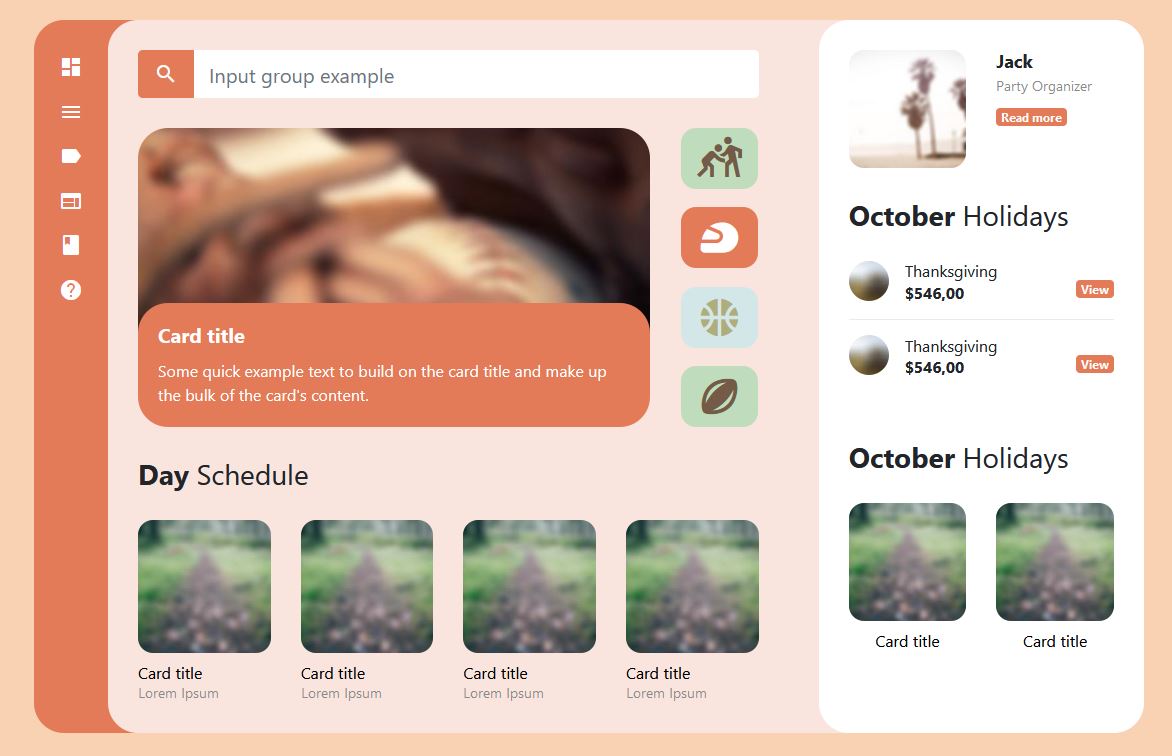 Input group example
Card title
Some quick example text to build on the card title and make up
the bulk of the card's content.
Day Schedule
Card title
Lorem Ipsum
Card title
Lorem Ipsum
Card title
Lorem Ipsum
Card title
Lorem Ipsum
Jack
Party Organizer
Read more
October Holidays
Thanksgiving
$546,00
View
Thanksgiving
$546,00
View
October Holidays
Card title
Card title